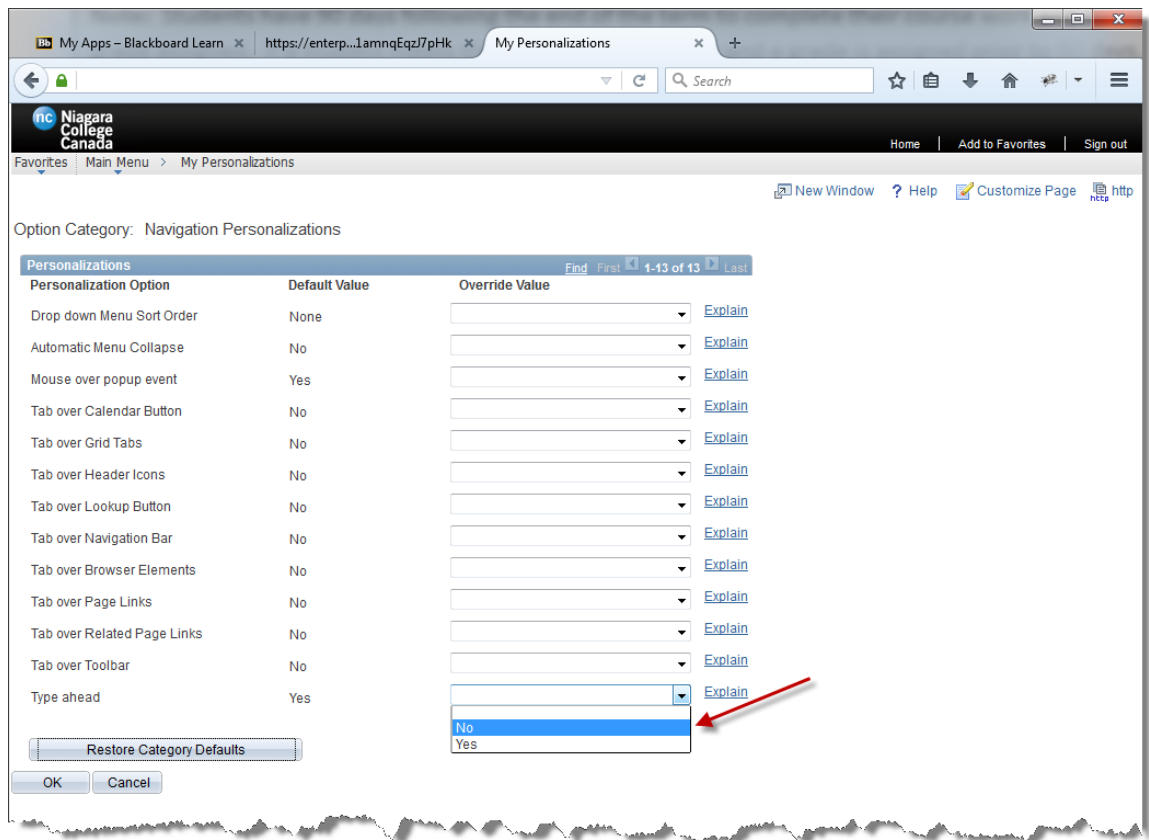 My Apps – Blackboard Learn × https://enterp...1amnqEqzJ7pHk × My Personalizations × +
Search
nc Niagara
College
Canada
Home | Add to Favorites | Sign out
Favorites Main Menu > My Personalizations
New Window ? Help Customize Page http
Option Category: Navigation Personalizations
Personalizations Find First 1-13 of 13 Last
Personalization Option Default Value Override Value
Drop down Menu Sort Order None Explain
Automatic Menu Collapse No Explain
Mouse over popup event Yes Explain
Tab over Calendar Button No Explain
Tab over Grid Tabs No Explain
Tab over Header Icons No Explain
Tab over Lookup Button No Explain
Tab over Navigation Bar No Explain
Tab over Browser Elements No Explain
Tab over Page Links No Explain
Tab over Related Page Links No Explain
Tab over Toolbar No Explain
Type ahead Yes Explain
No
Yes
Restore Category Defaults
OK Cancel